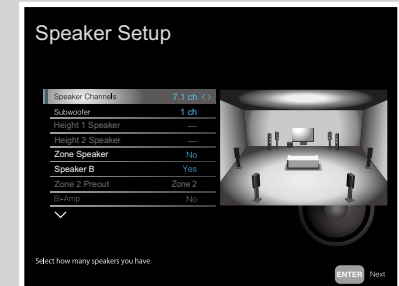 Speaker Setup
Speaker Channels 7.1 ch < >
Subwoofer 1 ch
Height 1 Speaker ---
Height 2 Speaker ---
Zone Speaker No
Speaker B Yes
Zone 2 Preout Zone 2
Bi-Amp No
Select how many speakers you have.
ENTER Next